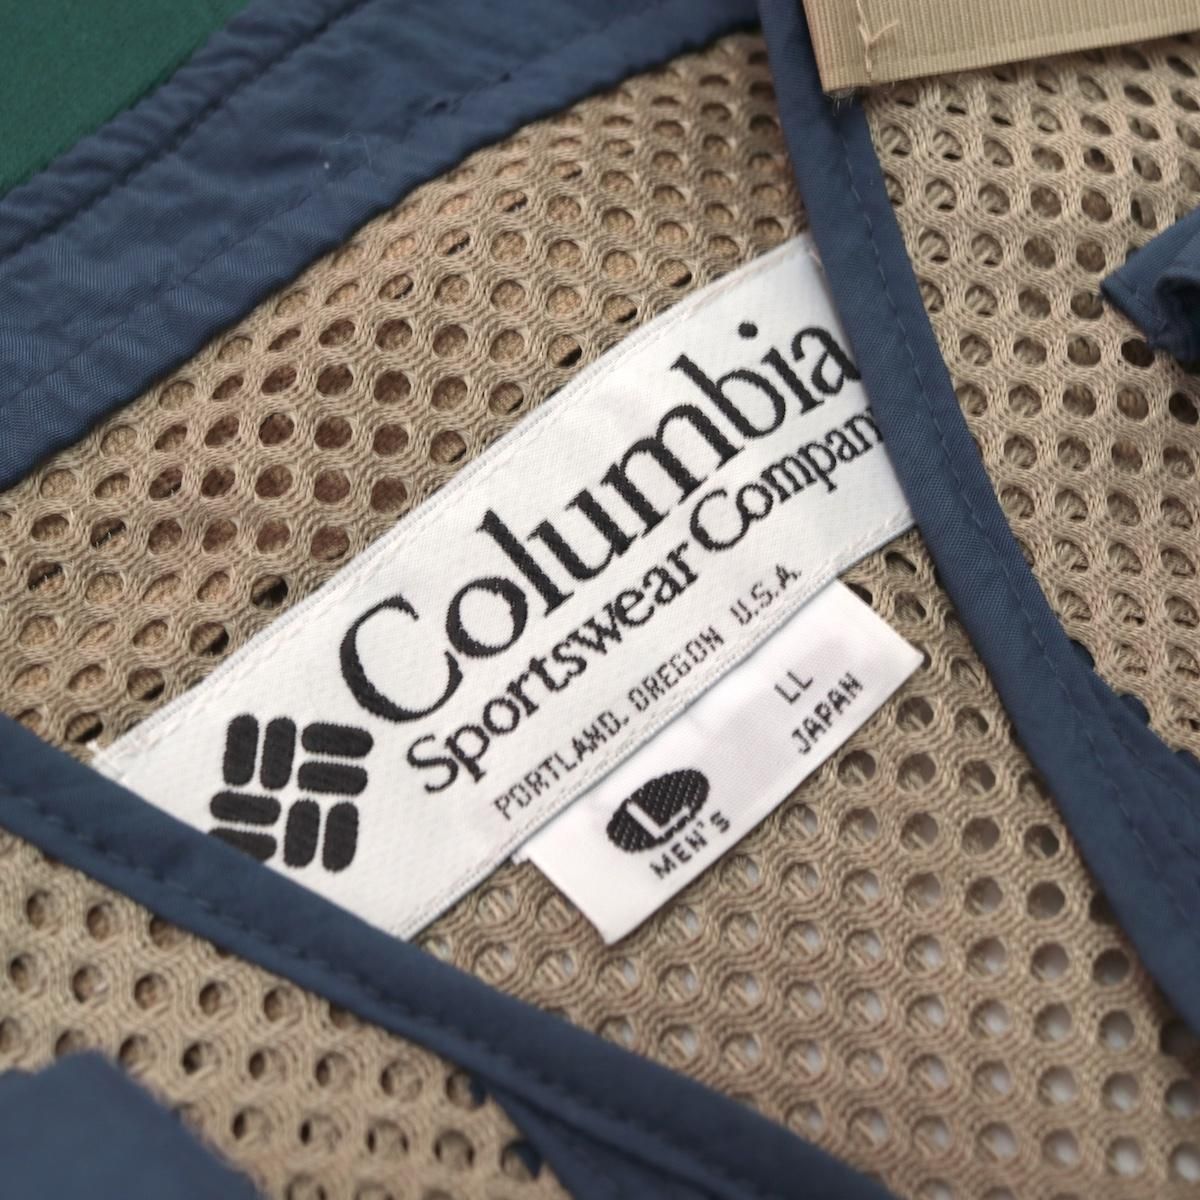 Columbia
Sportswear Company
PORTLAND, OREGON U.S.A.
L
MEN'S
LL
JAPAN